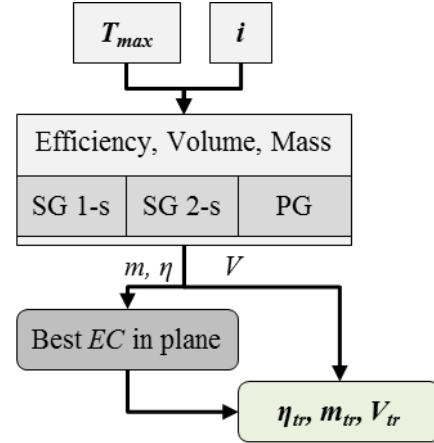 T_max i
Efficiency, Volume, Mass
SG 1-s SG 2-s PG
m, η V
Best EC in plane
η_tr, m_tr, V_tr